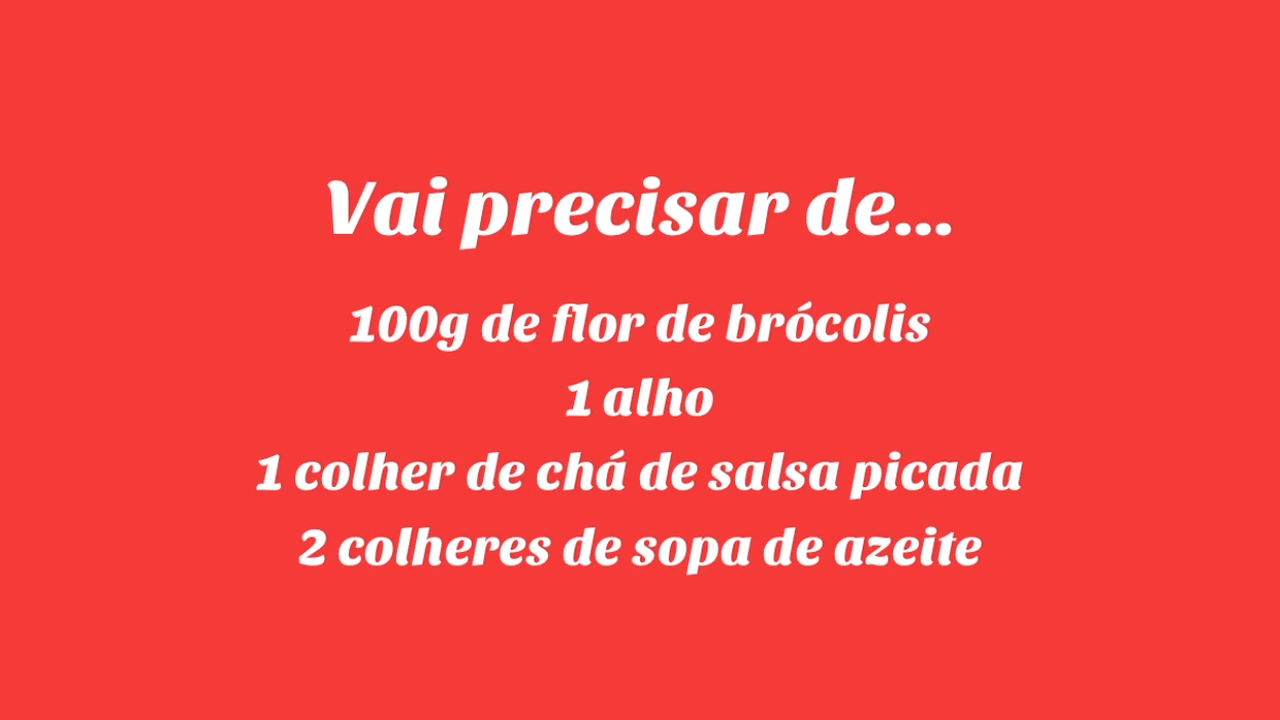 Vai precisar de...
100g de flor de brócolis
1 alho
1 colher de chá de salsa picada
2 colheres de sopa de azeite